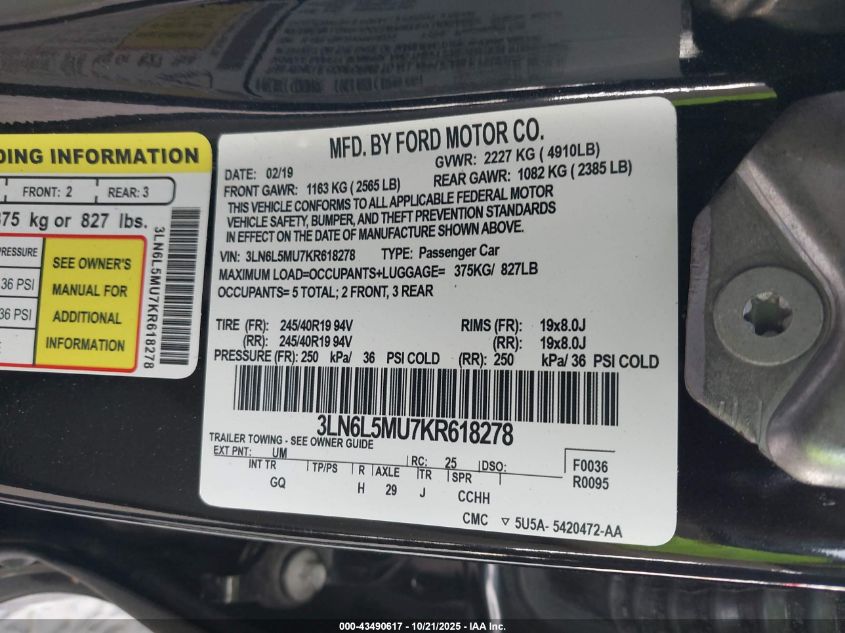 DING INFORMATION
FRONT: 2 REAR: 3
375 kg or 827 lbs.
PRESSURE
36 PSI
36 PSI
SEE OWNER'S
MANUAL FOR
ADDITIONAL
INFORMATION
3LN6L5MU7KR618278
MFD. BY FORD MOTOR CO.
DATE: 02/19 GVWR: 2227 KG ( 4910LB)
FRONT GAWR: 1163 KG ( 2565 LB) REAR GAWR: 1082 KG ( 2385 LB)
THIS VEHICLE CONFORMS TO ALL APPLICABLE FEDERAL MOTOR
VEHICLE SAFETY, BUMPER, AND THEFT PREVENTION STANDARDS
IN EFFECT ON THE DATE OF MANUFACTURE SHOWN ABOVE.
VIN: 3LN6L5MU7KR618278 TYPE: Passenger Car
MAXIMUM LOAD=OCCUPANTS+LUGGAGE= 375KG/ 827LB
OCCUPANTS= 5 TOTAL; 2 FRONT, 3 REAR
TIRE (FR): 245/40R19 94V RIMS (FR): 19x8.0J
(RR): 245/40R19 94V (RR): 19x8.0J
PRESSURE (FR): 250 kPa/ 36 PSI COLD (RR): 250 kPa/ 36 PSI COLD
3LN6L5MU7KR618278
TRAILER TOWING - SEE OWNER GUIDE
EXT PNT: UM RC: 25 DSO: F0036
INT TR TP/PS R AXLE TR SPR R0095
GQ H 29 J CCHH
CMC ▽ 5U5A- 5420472-AA
000-43490617 - 10/21/2025 - IAA Inc.